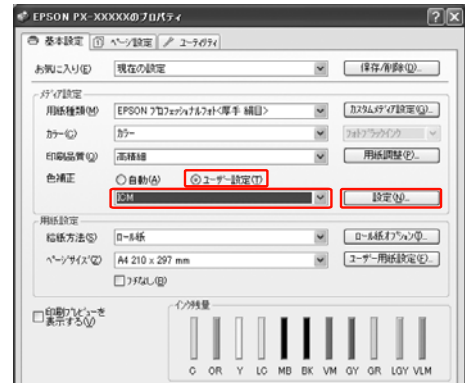 EPSON PX-XXXXXのプロパティ
基本設定 ページ設定 ユーティリティ
お気に入り(E) 現在の設定 保存/削除(D)...
メディア設定
用紙種類(M) EPSON プロフェッショナルフォト<厚手 絹目> カスタムメディア設定(G)...
カラー(C) カラー フォトブラックインク
印刷品質(Q) 高精細 用紙調整(P)...
色補正 自動(A) ユーザー設定(T)
ICM 設定(N)...
用紙設定
給紙方法(S) ロール紙 ロール紙オプション(I)...
ページサイズ(Z) A4 210 x 297 mm ユーザー用紙設定(E)...
フチなし(B)
印刷プレビューを
表示する(V)
インク残量
C OR Y LC MB BK VM GY GR LGY VLM